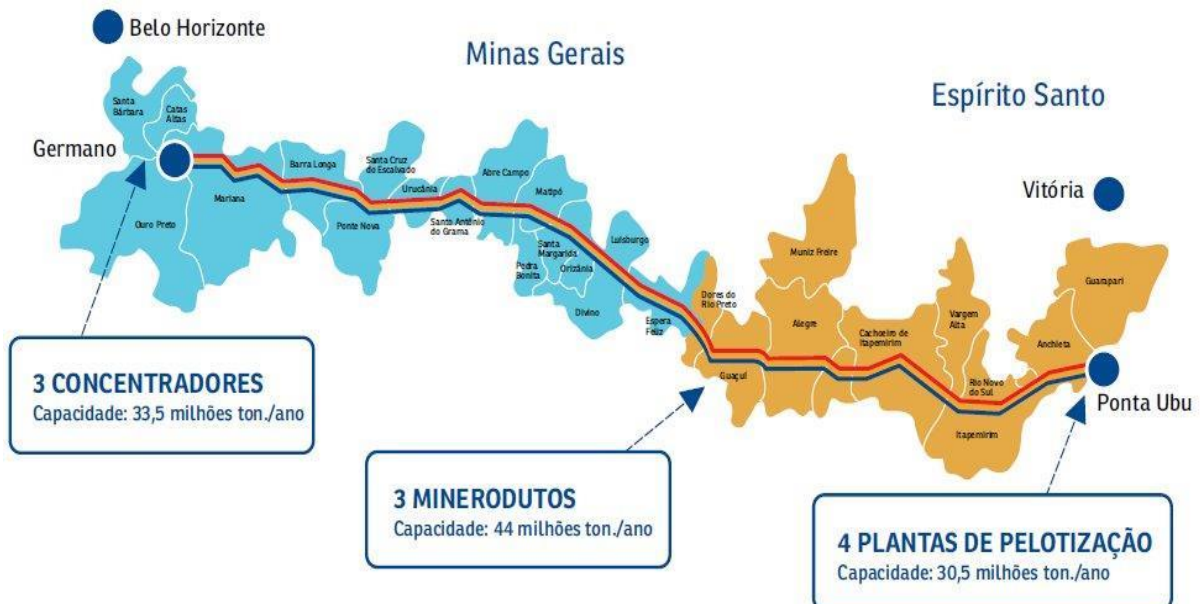 Belo Horizonte
Minas Gerais
Espírito Santo
Santa
Bárbara
Catas
Altas
Germano
Barra Longa
Santa Cruz
do Escalvado
Urucânia
Abre Campo
Matipó
Vitória
Mariana
Ouro Preto
Ponte Nova
Santo Antônio
do Grama
Santa
Margarida
Pedra
Bonita
Orizânia
Luisburgo
Divino
Espera
Feliz
Dores do
Rio Preto
Muniz Freire
Guarapari
Alegre
Cachoeiro de
Itapemirim
Vargem
Alta
Anchieta
Guaçuí
Rio Novo
do Sul
Itapemirim
Ponta Ubu
3 CONCENTRADORES
Capacidade: 33,5 milhões ton./ano
3 MINERODUTOS
Capacidade: 44 milhões ton./ano
4 PLANTAS DE PELOTIZAÇÃO
Capacidade: 30,5 milhões ton./ano